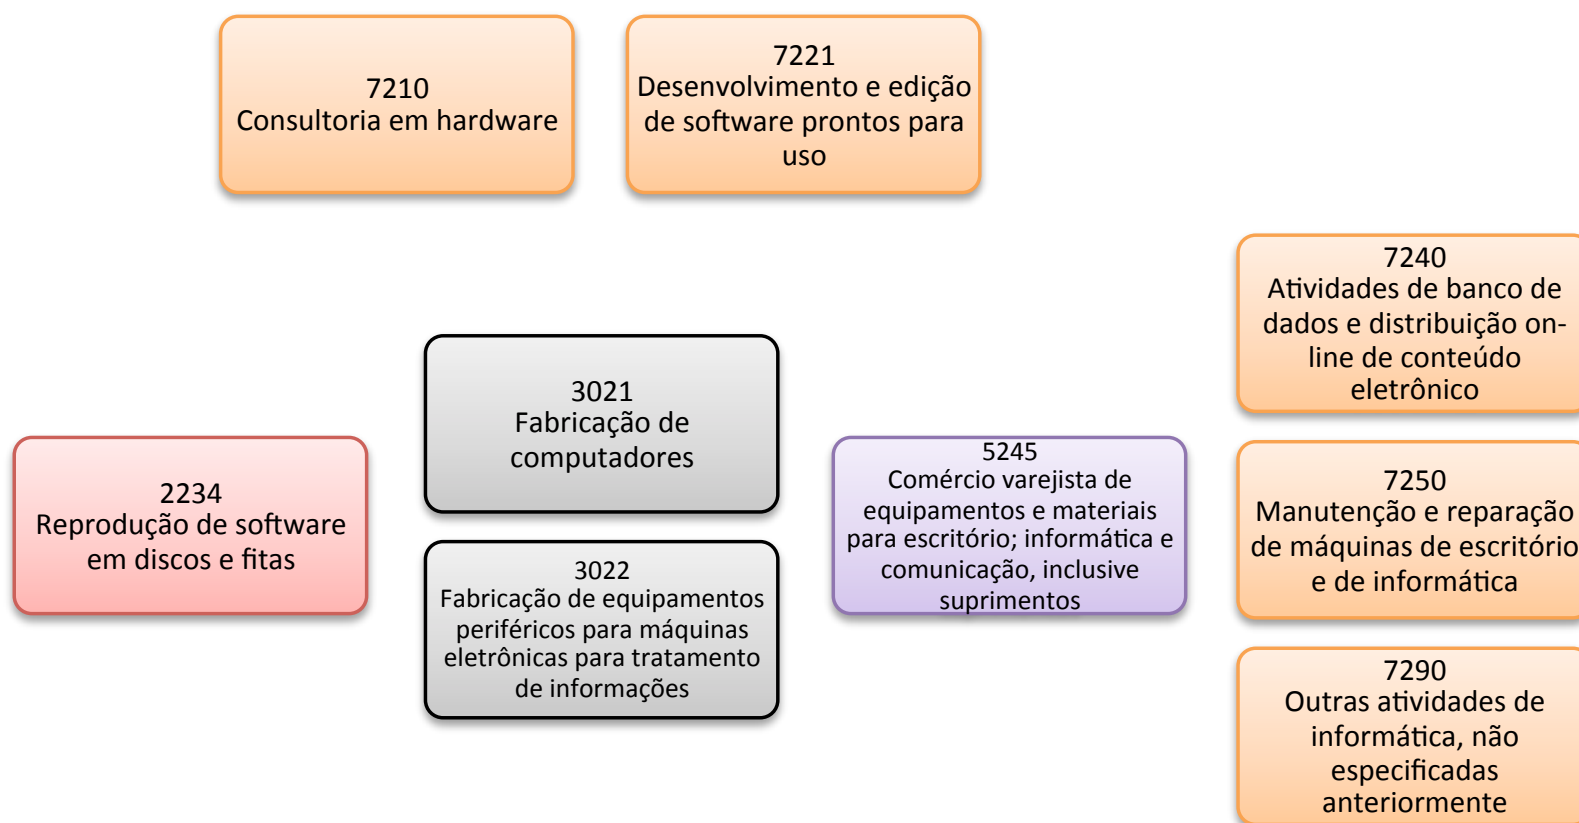 7210
Consultoria em hardware
7221
Desenvolvimento e edição
de software prontos para
uso
2234
Reprodução de software
em discos e fitas
3021
Fabricação de
computadores
3022
Fabricação de equipamentos
periféricos para máquinas
eletrônicas para tratamento
de informações
5245
Comércio varejista de
equipamentos e materiais
para escritório; informática e
comunicação, inclusive
suprimentos
7240
Atividades de banco de
dados e distribuição on-
line de conteúdo
eletrônico
7250
Manutenção e reparação
de máquinas de escritório
e de informática
7290
Outras atividades de
informática, não
especificadas
anteriormente